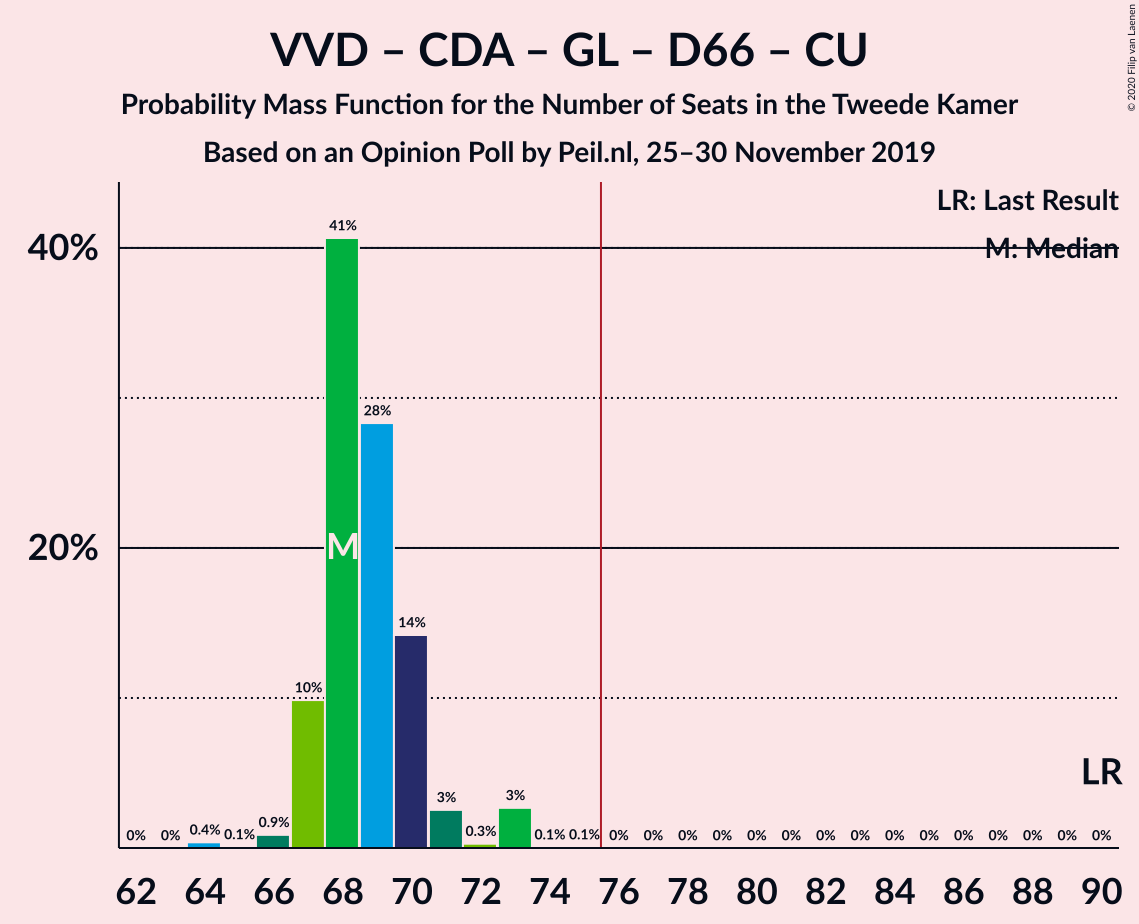 VVD – CDA – GL – D66 – CU
Probability Mass Function for the Number of Seats in the Tweede Kamer
Based on an Opinion Poll by Peil.nl, 25–30 November 2019
© 2020 Filip van Laenen
LR: Last Result
M: Median
40%
20%
41%
28%
14%
10%
3%
3%
0% 0% 0.4% 0.1% 0.9% 0.3% 0.1% 0.1% 0% 0% 0% 0% 0% 0% 0% 0% 0% 0% 0% 0% 0% 0% 0%
M
LR
62 64 66 68 70 72 74 76 78 80 82 84 86 88 90